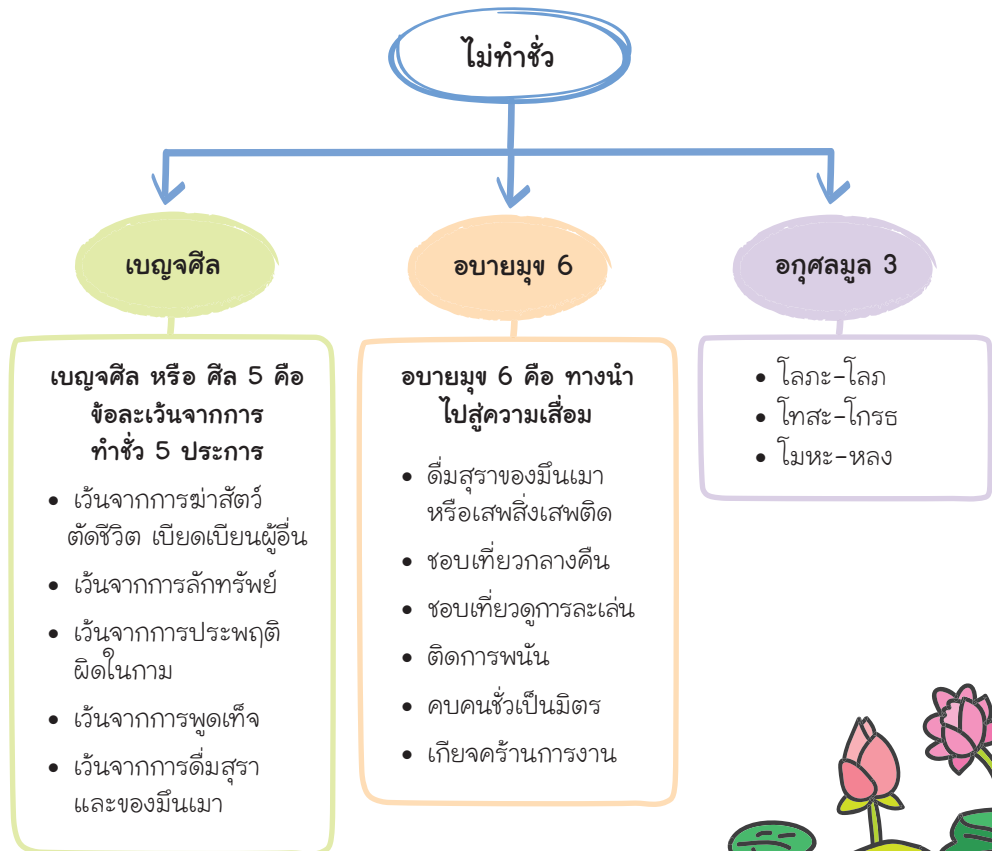 ไม่ทำชั่ว
เบญจศีล
อบายมุข 6
อกุศลมูล 3
เบญจศีล หรือ ศีล 5 คือ
ข้อละเว้นจากการ
ทำชั่ว 5 ประการ
• เว้นจากการฆ่าสัตว์
ตัดชีวิต เบียดเบียนผู้อื่น
• เว้นจากการลักทรัพย์
• เว้นจากการประพฤติ
ผิดในกาม
• เว้นจากการพูดเท็จ
• เว้นจากการดื่มสุรา
และของมึนเมา
อบายมุข 6 คือ ทางนำ
ไปสู่ความเสื่อม
• ดื่มสุราของมึนเมา
หรือเสพสิ่งเสพติด
• ชอบเที่ยวกลางคืน
• ชอบเที่ยวดูการละเล่น
• ติดการพนัน
• คบคนชั่วเป็นมิตร
• เกียจคร้านการงาน
• โลภะ-โลภ
• โทสะ-โกรธ
• โมหะ-หลง